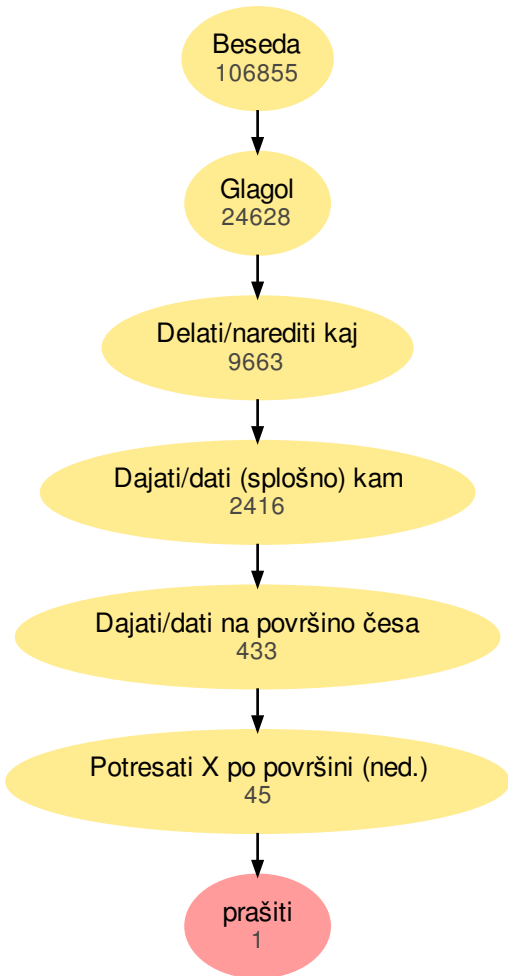 Beseda
106855
Glagol
24628
Delati/narediti kaj
9663
Dajati/dati (splošno) kam
2416
Dajati/dati na površino česa
433
Potresati X po površini (ned.)
45
prašiti
1